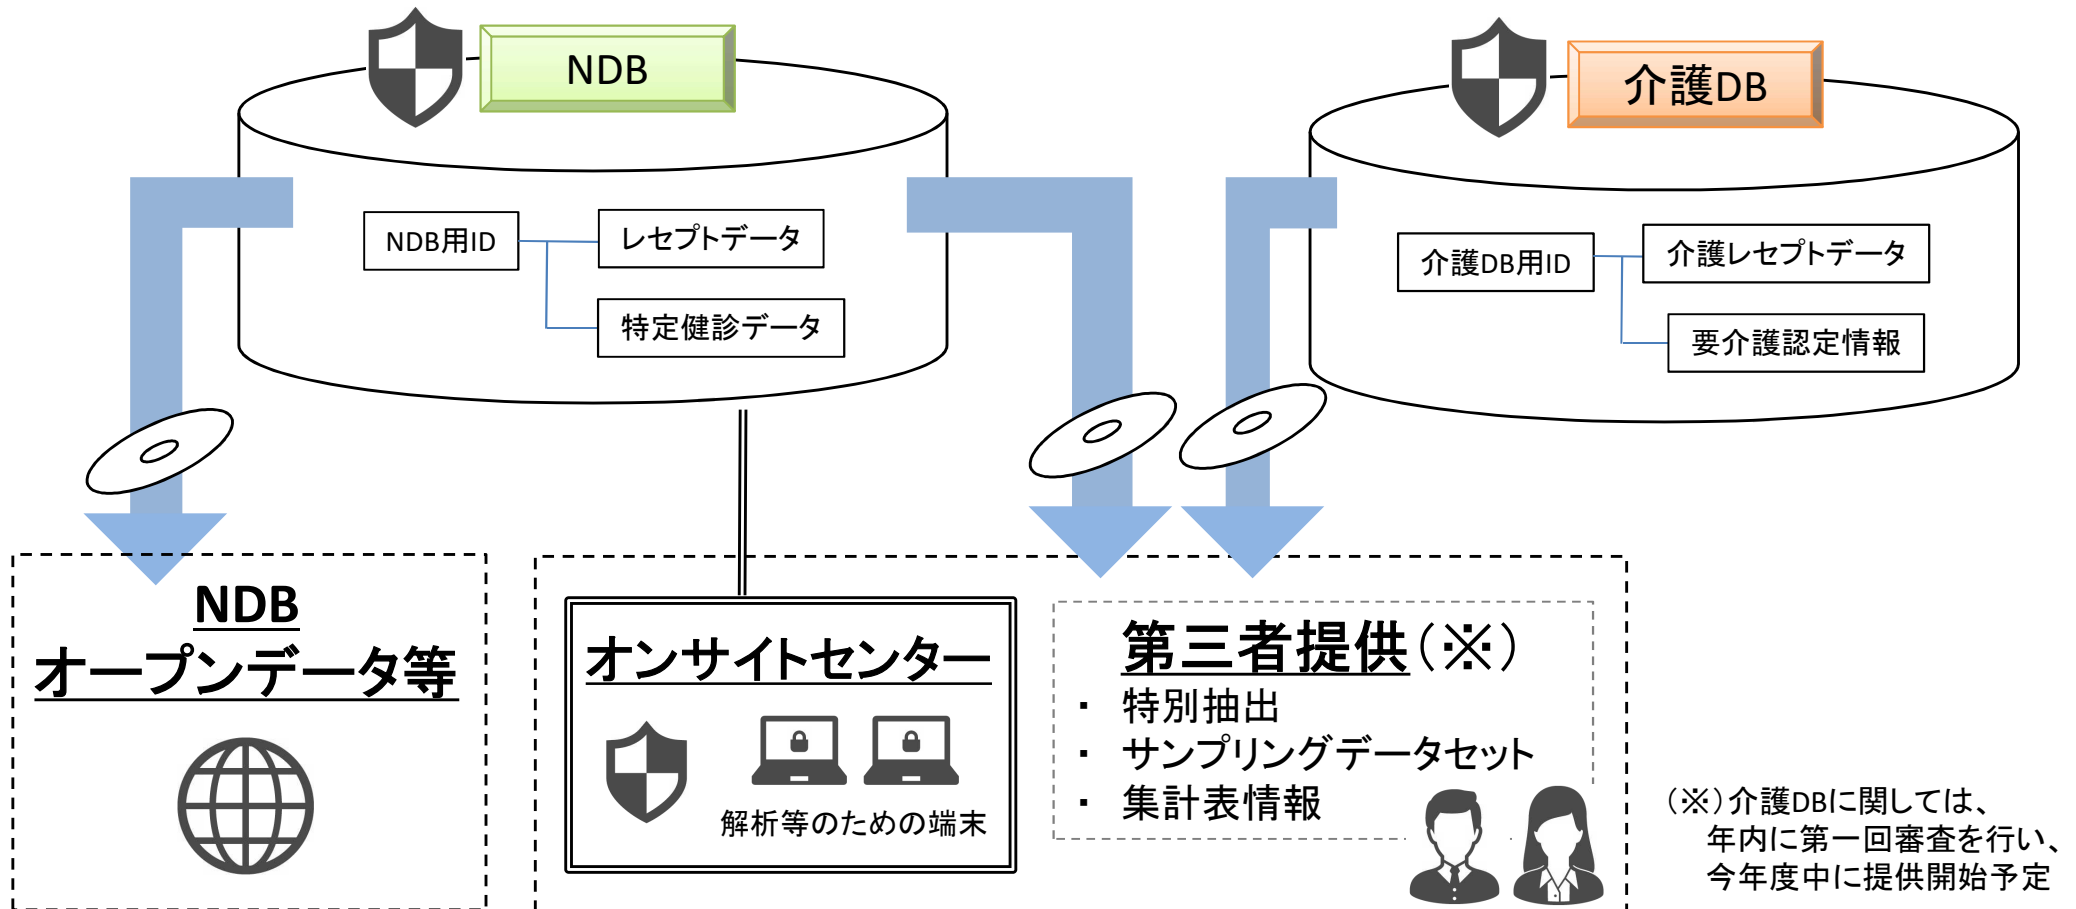 NDB
介護DB
NDB用ID
レセプトデータ
特定健診データ
介護DB用ID
介護レセプトデータ
要介護認定情報
NDB
オープンデータ等
オンサイトセンター
解析等のための端末
第三者提供(※)
・ 特別抽出
・ サンプリングデータセット
・ 集計表情報
(※)介護DBに関しては、
年内に第一回審査を行い、
今年度中に提供開始予定